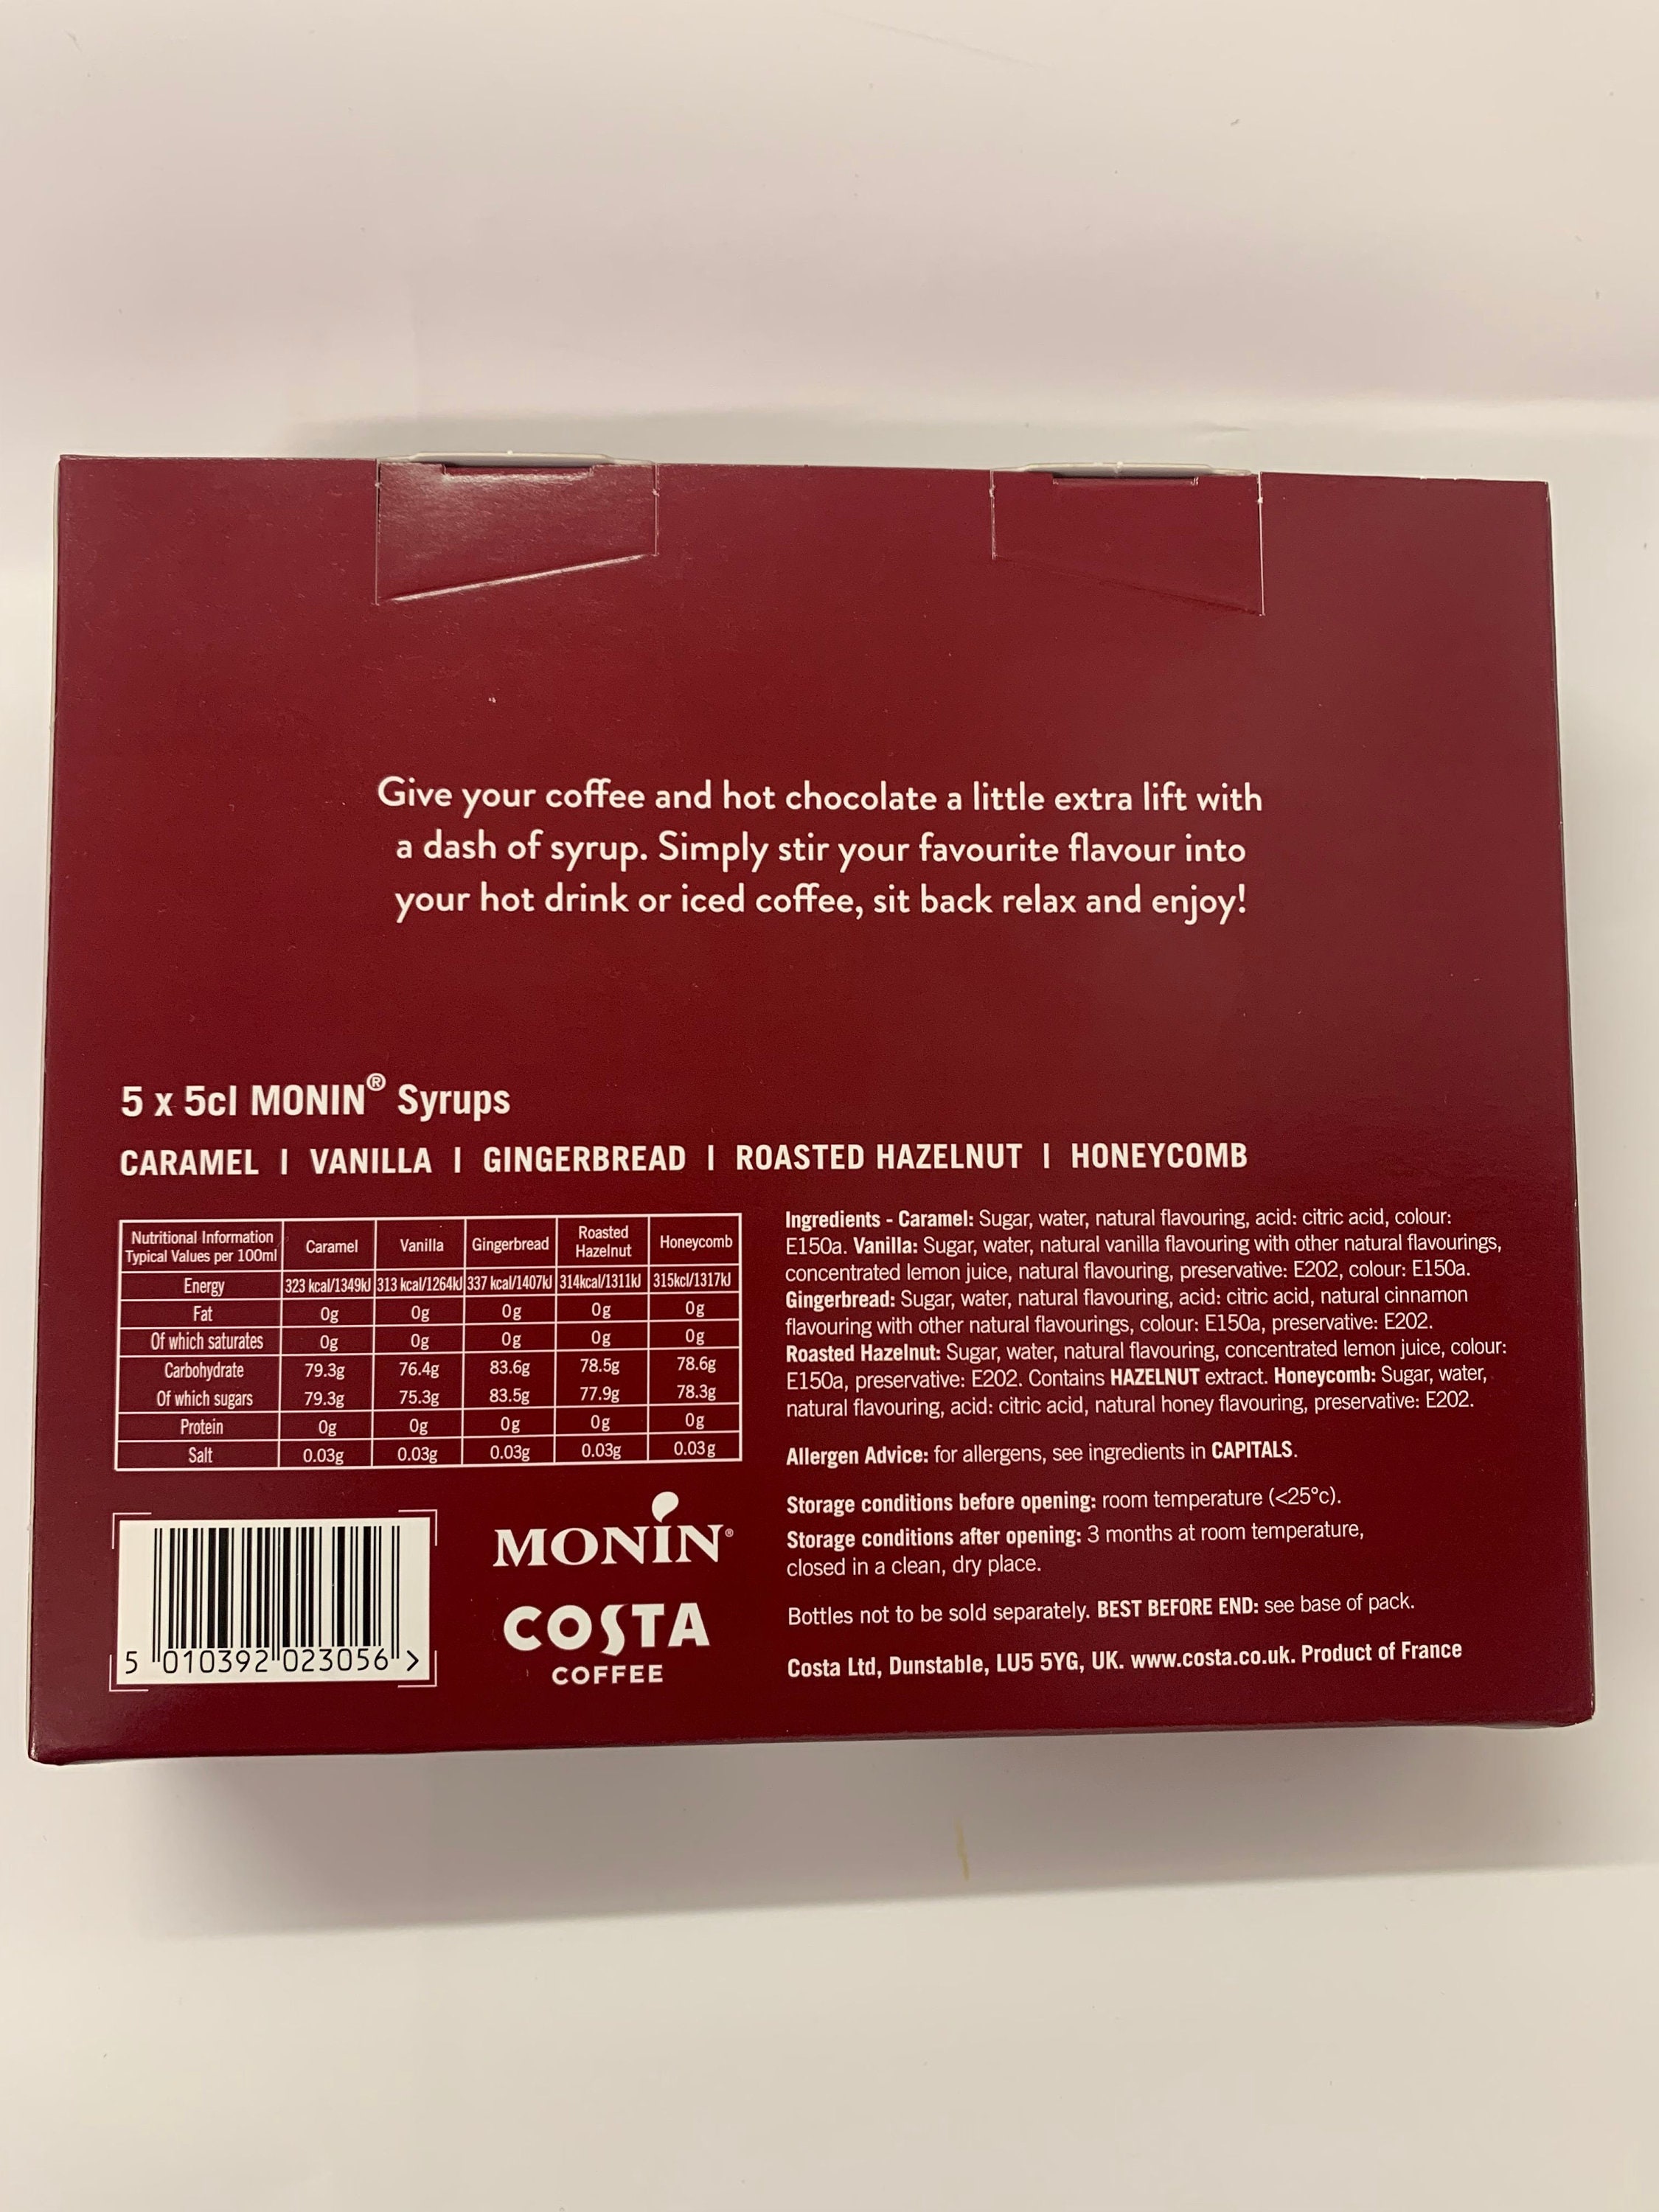 Give your coffee and hot chocolate a little extra lift with
a dash of syrup. Simply stir your favourite flavour into
your hot drink or iced coffee, sit back relax and enjoy!
5 x 5cl MONIN® Syrups
CARAMEL | VANILLA | GINGERBREAD | ROASTED HAZELNUT | HONEYCOMB
Nutritional Information Typical Values per 100ml Caramel Vanilla Gingerbread Roasted Hazelnut Honeycomb
Energy 323 kcal/1349kJ 313 kcal/1264kJ 337 kcal/1407kJ 314kcal/1311kJ 315kcl/1317kJ
Fat 0g 0g 0g 0g 0g
Of which saturates 0g 0g 0g 0g 0g
Carbohydrate 79.3g 76.4g 83.6g 78.5g 78.6g
Of which sugars 79.3g 75.3g 83.5g 77.9g 78.3g
Protein 0g 0g 0g 0g 0g
Salt 0.03g 0.03g 0.03g 0.03g 0.03g
Ingredients - Caramel: Sugar, water, natural flavouring, acid: citric acid, colour:
E150a. Vanilla: Sugar, water, natural vanilla flavouring with other natural flavourings,
concentrated lemon juice, natural flavouring, preservative: E202, colour: E150a.
Gingerbread: Sugar, water, natural flavouring, acid: citric acid, natural cinnamon
flavouring with other natural flavourings, colour: E150a, preservative: E202.
Roasted Hazelnut: Sugar, water, natural flavouring, concentrated lemon juice, colour:
E150a, preservative: E202. Contains HAZELNUT extract. Honeycomb: Sugar, water,
natural flavouring, acid: citric acid, natural honey flavouring, preservative: E202.
Allergen Advice: for allergens, see ingredients in CAPITALS.
Storage conditions before opening: room temperature (<25°c).
Storage conditions after opening: 3 months at room temperature,
closed in a clean, dry place.
Bottles not to be sold separately. BEST BEFORE END: see base of pack.
Costa Ltd, Dunstable, LU5 5YG, UK. www.costa.co.uk. Product of France
5 010392 023056 >
MONIN®
COSTA
COFFEE